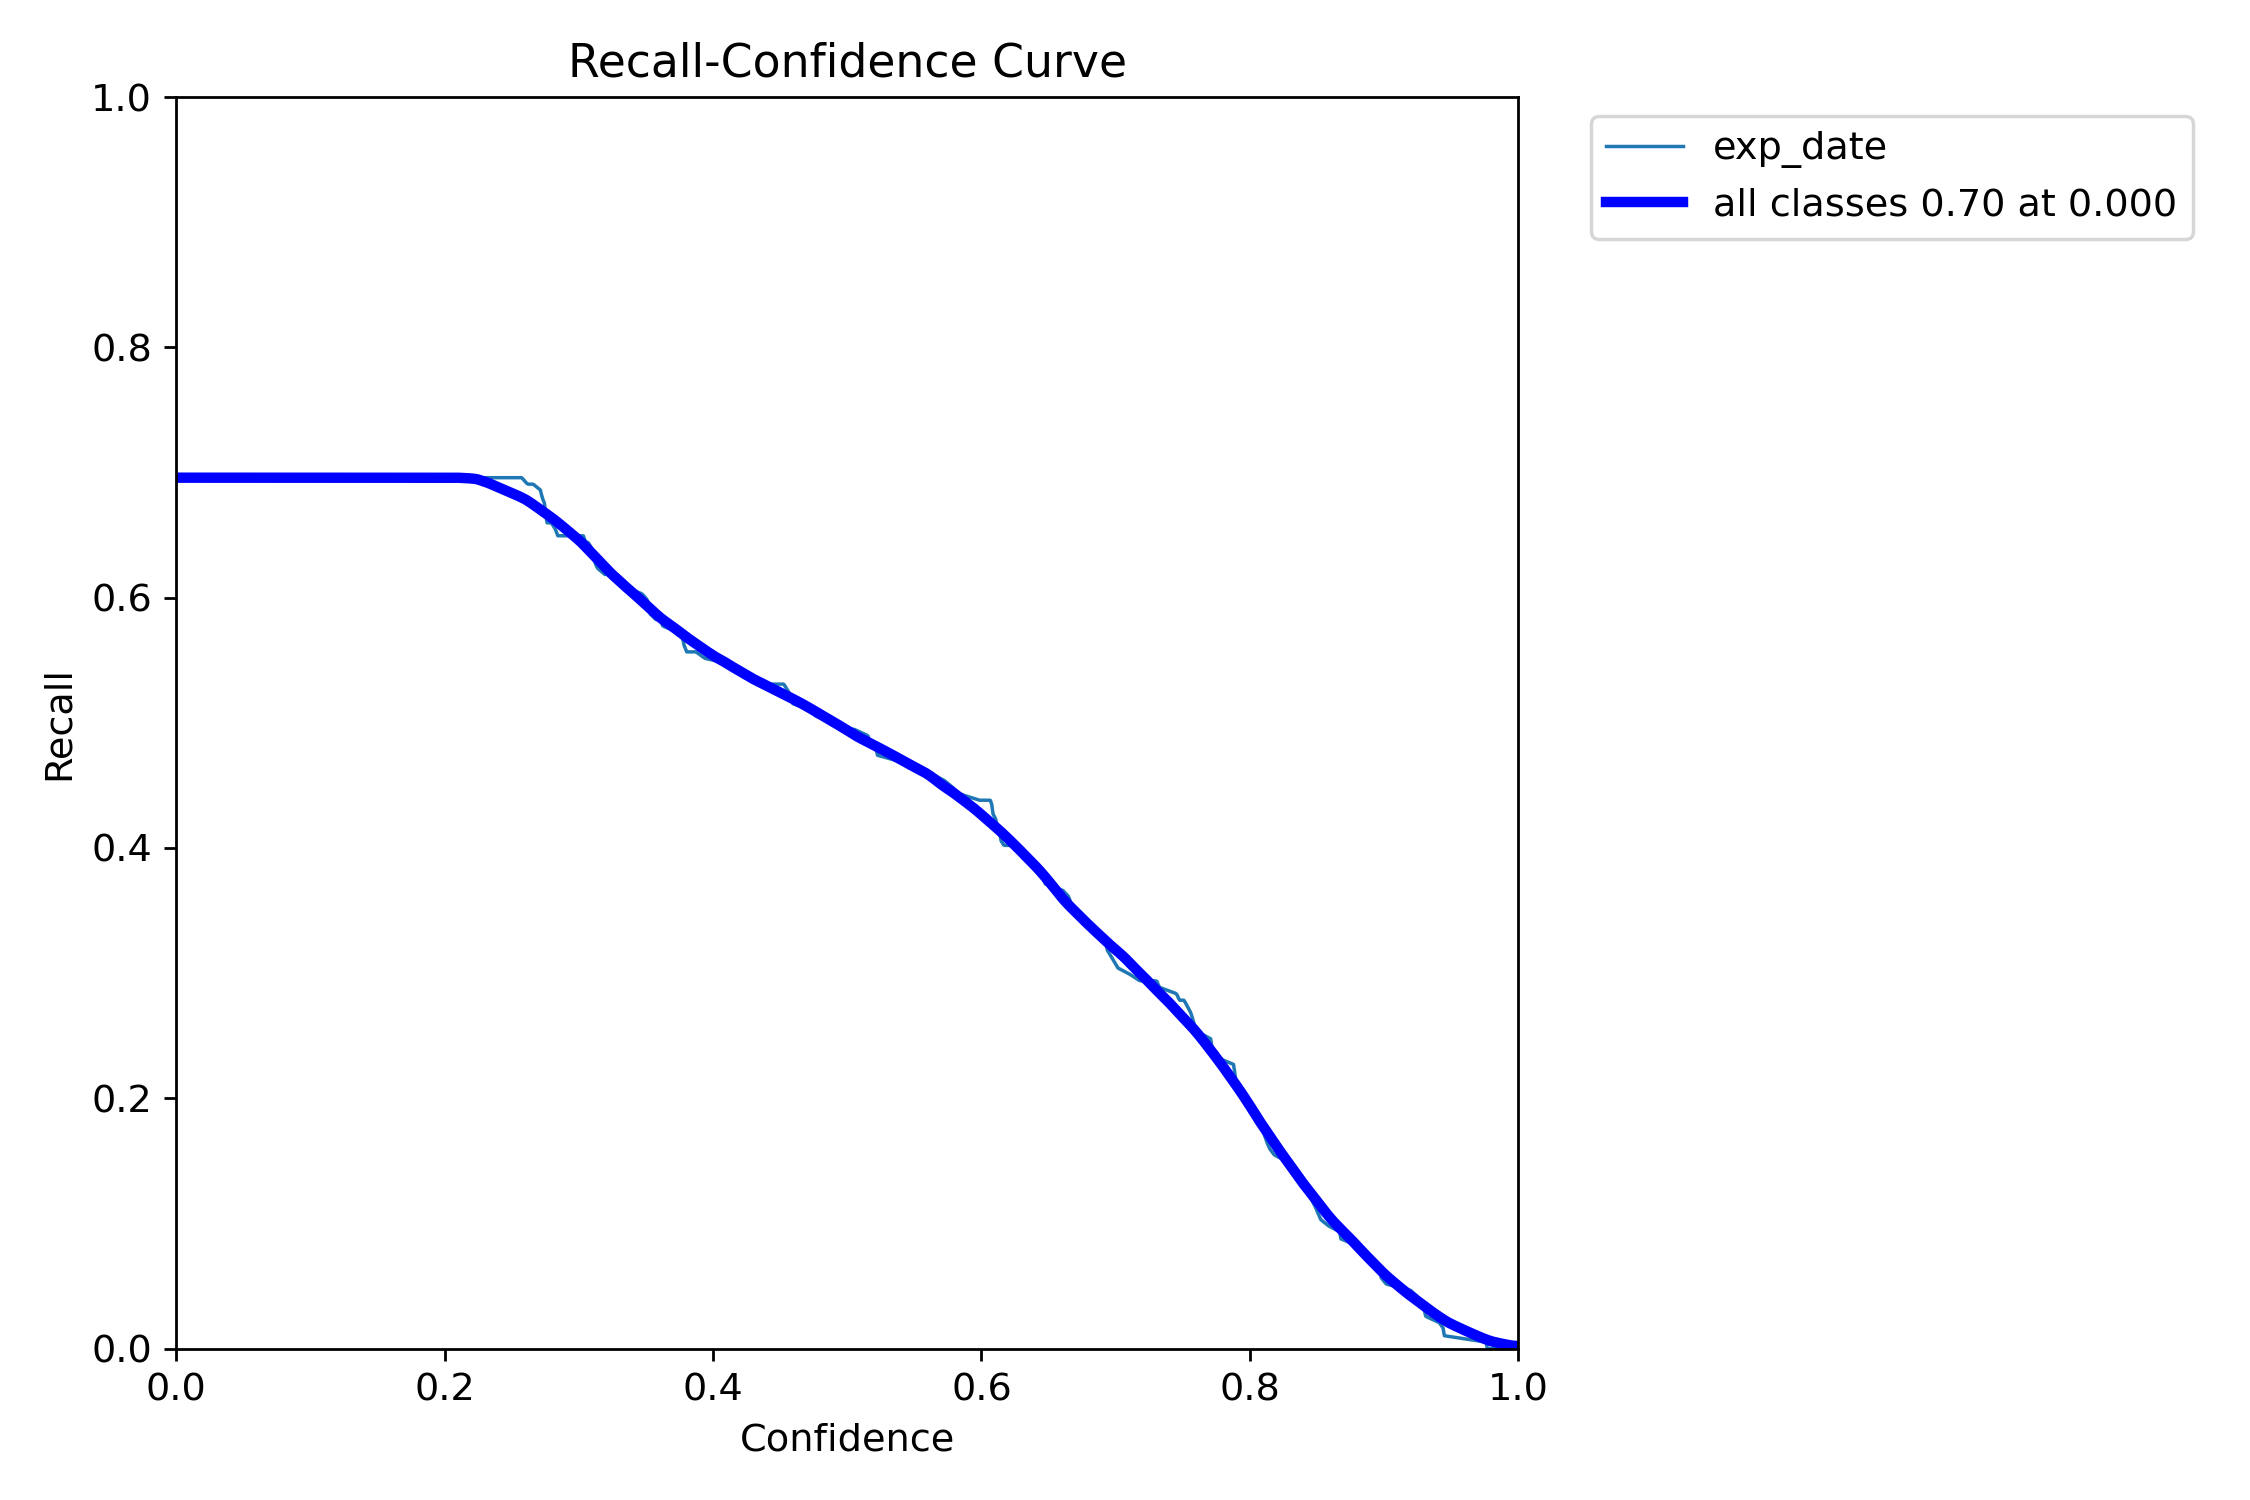 Recall-Confidence Curve
1.0
0.8
0.6
0.4
0.2
0.0
Recall
0.0 0.2 0.4 0.6 0.8 1.0
Confidence
exp_date
all classes 0.70 at 0.000